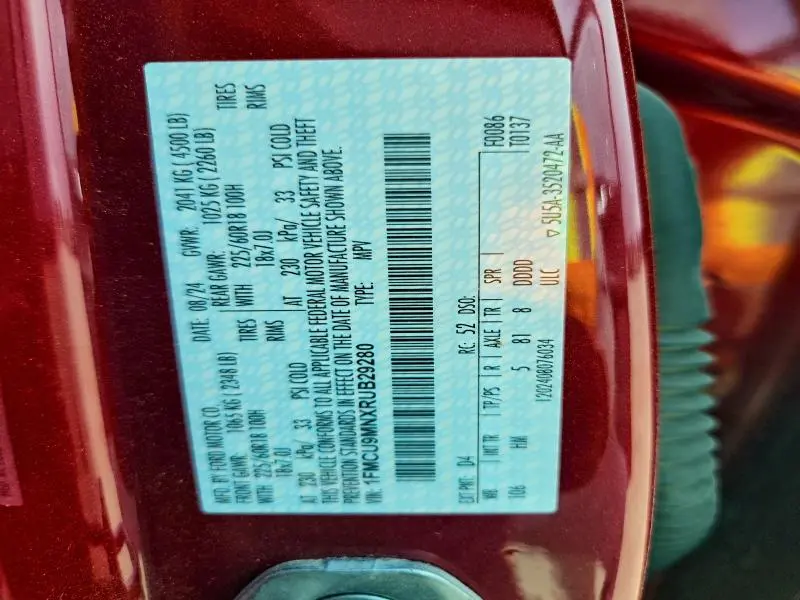 MFD. BY FORD MOTOR CO.
DATE: 08/24 GVWR: 2041 KG ( 4500 LB)
FRONT GAWR: 1065 KG ( 2348 LB) REAR GAWR: 1025 KG ( 2260 LB)
WITH 225/60R18 100H TIRES WITH 225/60R18 100H TIRES
18x7.0J RIMS 18x7.0J RIMS
AT 230 kPa/ 33 PSI COLD AT 230 kPa/ 33 PSI COLD
THIS VEHICLE CONFORMS TO ALL APPLICABLE FEDERAL MOTOR VEHICLE SAFETY AND THEFT
PREVENTION STANDARDS IN EFFECT ON THE DATE OF MANUFACTURE SHOWN ABOVE.
VIN: 1FMCU9MNXRUB29280 TYPE: MPV
EXT PNT: D4 RC: 52 DSO: F0086
WB INT TR TP/PS R AXLE TR SPR T0137
106 HM 5 81 8 DDDD
1202408076034 ULC ▽ 5U5A-3520472-AA